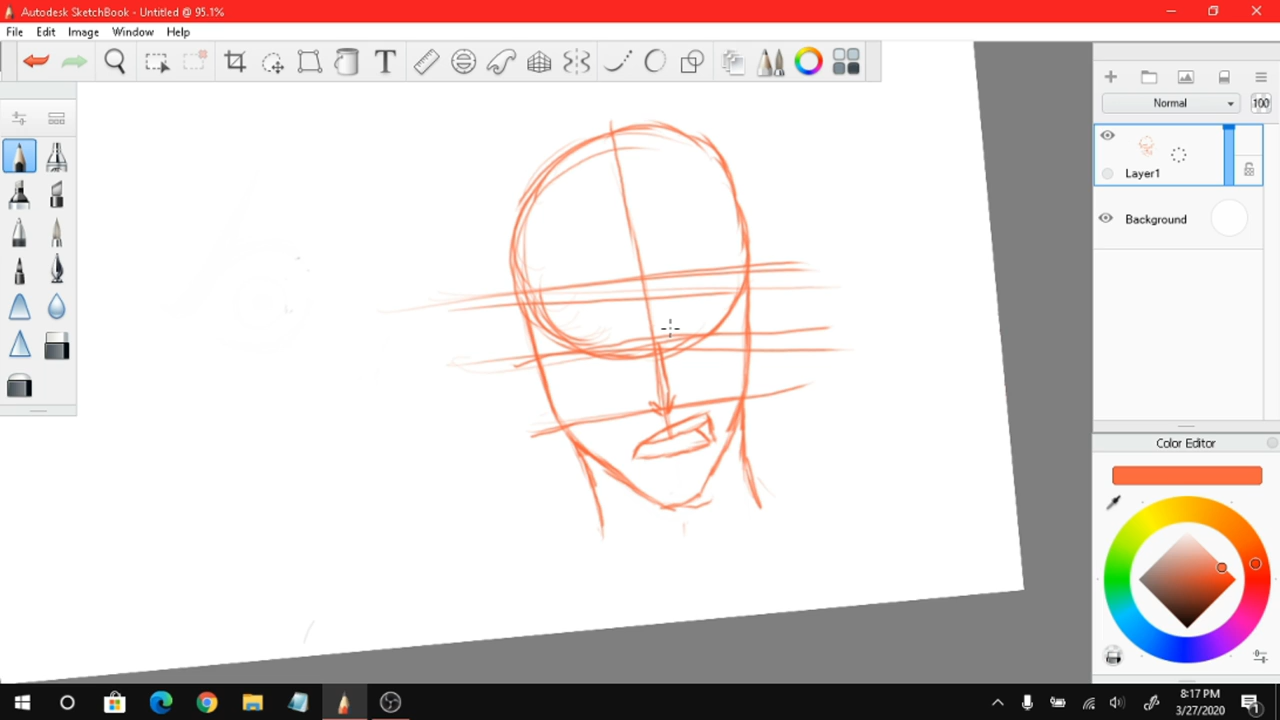 Autodesk SketchBook - Untitled @ 95.1%
File Edit Image Window Help
T
Normal 100
Layer1
Background
Color Editor
8:17 PM
3/27/2020
1